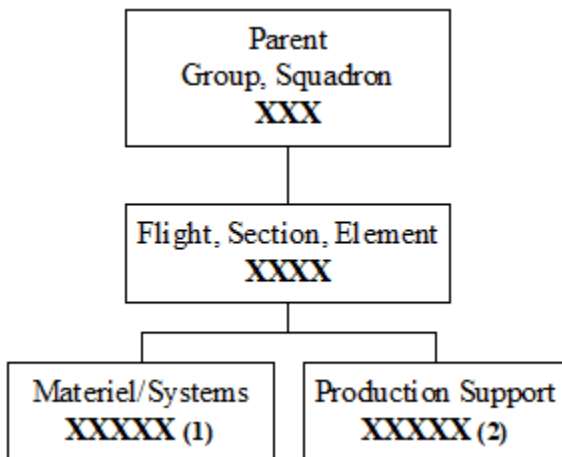 Parent
Group, Squadron
XXX
Flight, Section, Element
XXXX
Materiel/Systems
XXXXX (1)
Production Support
XXXXX (2)